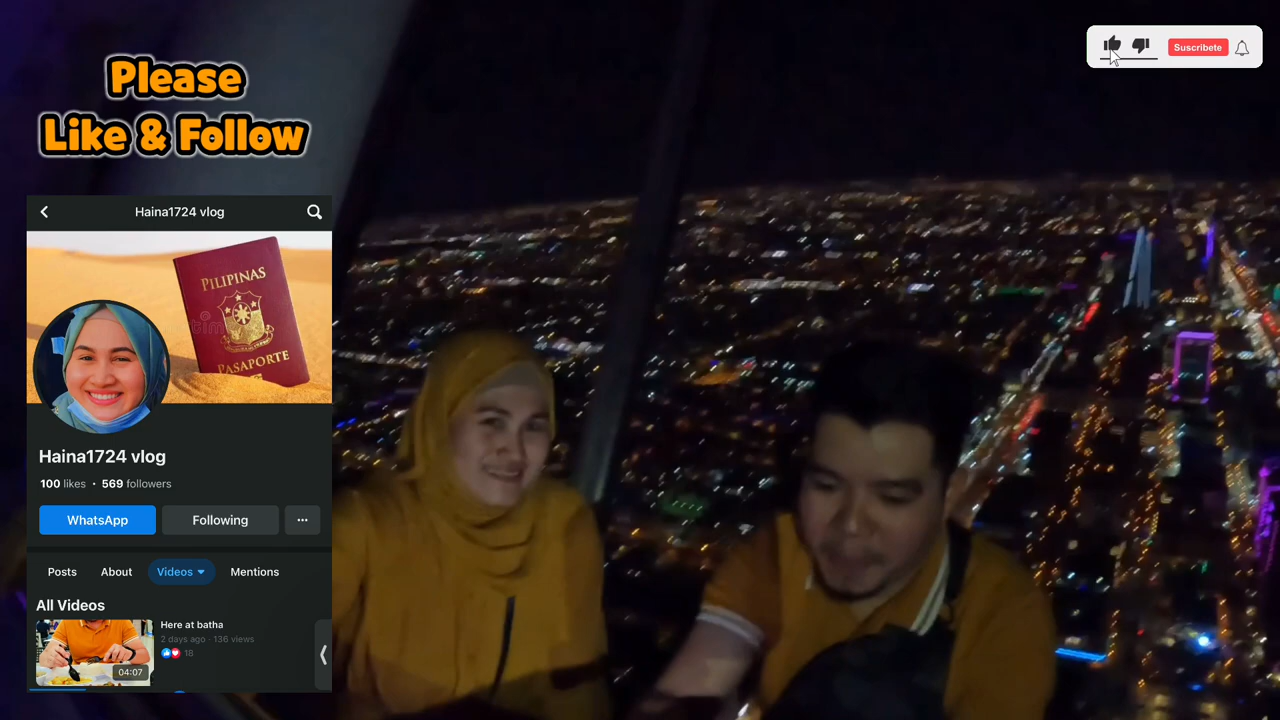 Please
Like & Follow
Suscribete
Haina1724 vlog
PILIPINAS
PASAPORTE
Haina1724 vlog
100 likes • 569 followers
WhatsApp
Following
Posts
About
Videos
Mentions
All Videos
Here at batha
2 days ago · 136 views
18
04:07